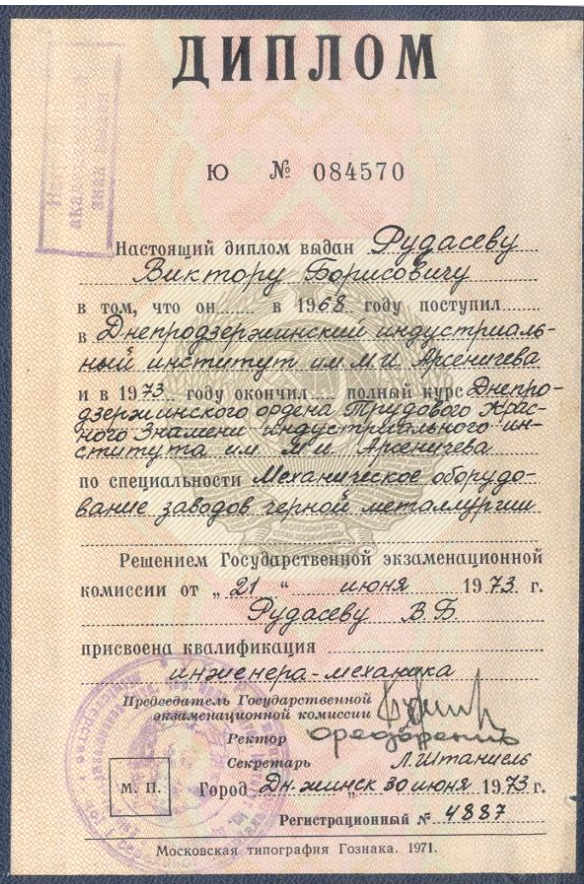 ДИПЛОМ
Ю № 084570
Настоящий диплом выдан Рудасеву
Виктору Борисовичу
в том, что он в 1968 году поступил
в Днепродзержинский индустриаль-
ный институт им М.И Арсеничева
и в 1973 году окончил полный курс Днепро-
дзержинского ордена Трудового Крас-
ного Знамени индустриального ин-
ститута им М И Арсеничева
по специальности Механическое оборудо-
вание заводов черной металлургии
Решением Государственной экзаменационной
комиссии от „21“ июня 1973 г.
Рудасеву В.Б.
присвоена квалификация
инженера-механика
Председатель Государственной
экзаменационной комиссии
Ректор
Секретарь
М. П.
Город Дн-жинск 30 июня 1973 г.
Регистрационный № 4887
Московская типография Гознака. 1971.
академический
знак выдан